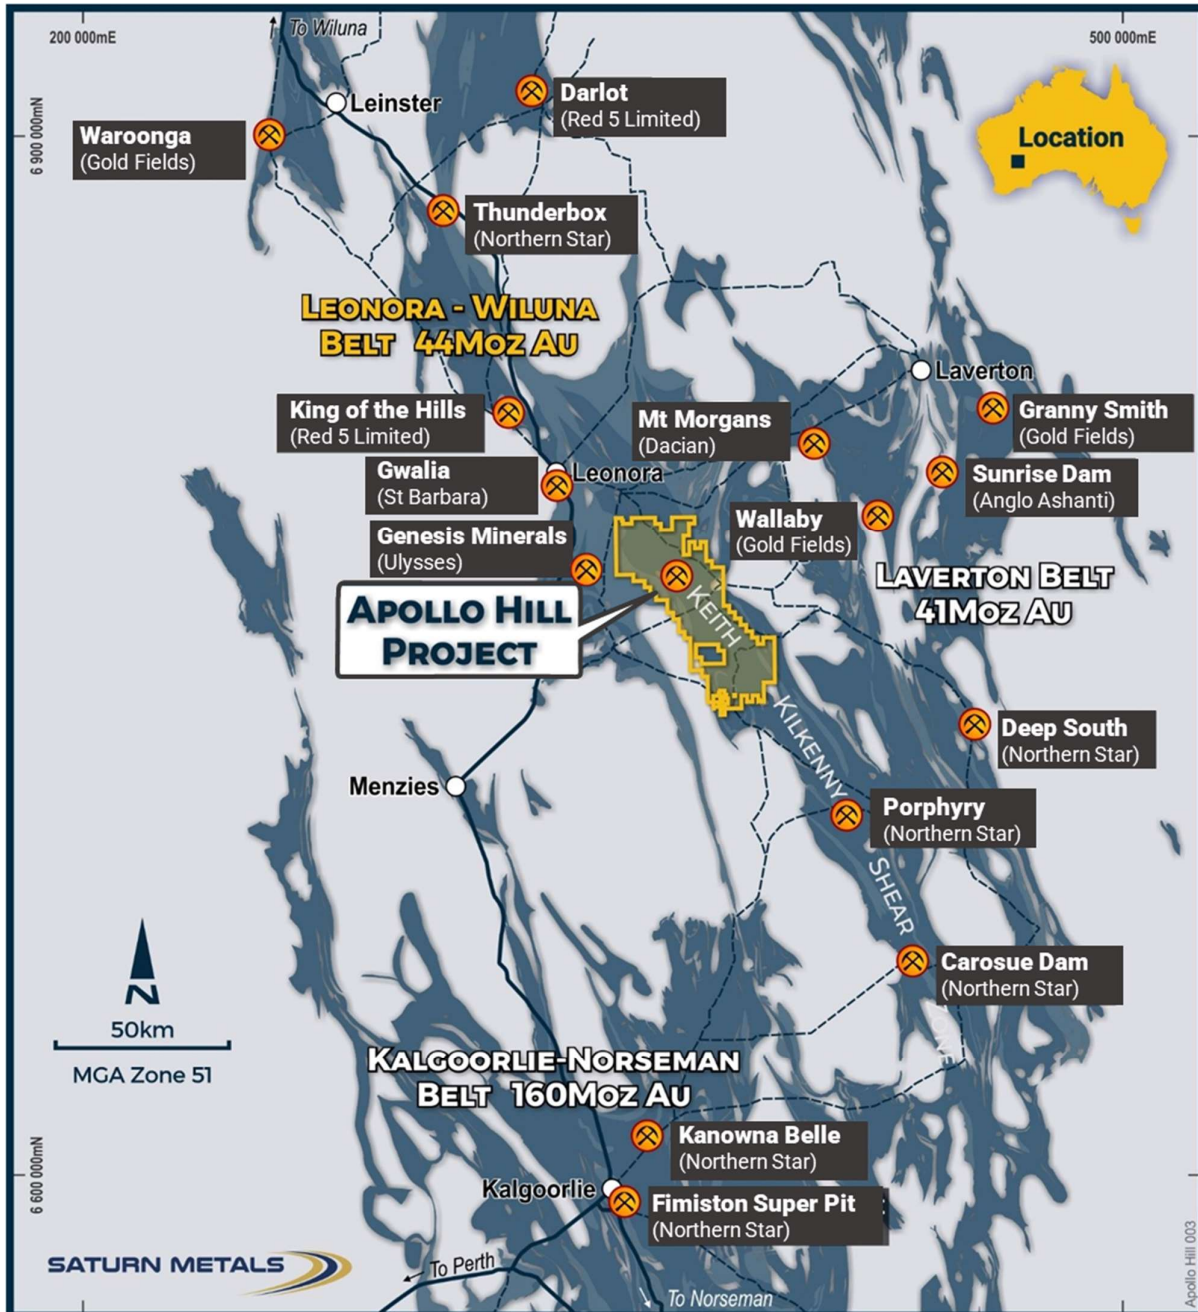 200 000mE
To Wiluna
500 000mE
6 900 000mN
Leinster
Darlot
(Red 5 Limited)
Waroonga
(Gold Fields)
Location
Thunderbox
(Northern Star)
LEONORA - WILUNA
BELT 44MOZ AU
Laverton
King of the Hills
(Red 5 Limited)
Mt Morgans
(Dacian)
Granny Smith
(Gold Fields)
Gwalia
(St Barbara)
Leonora
Sunrise Dam
(Anglo Ashanti)
Genesis Minerals
(Ulysses)
Wallaby
(Gold Fields)
LAVERTON BELT
41MOZ AU
APOLLO HILL
PROJECT
KEITH
KILKENNY
SHEAR
ZONE
Deep South
(Northern Star)
Menzies
Porphyry
(Northern Star)
Carosue Dam
(Northern Star)
N
50km
MGA Zone 51
KALGOORLIE-NORSEMAN
BELT 160MOZ AU
Kanowna Belle
(Northern Star)
6 600 000mN
Kalgoorlie
Fimiston Super Pit
(Northern Star)
SATURN METALS
To Perth
To Norseman
Apollo Hill 003